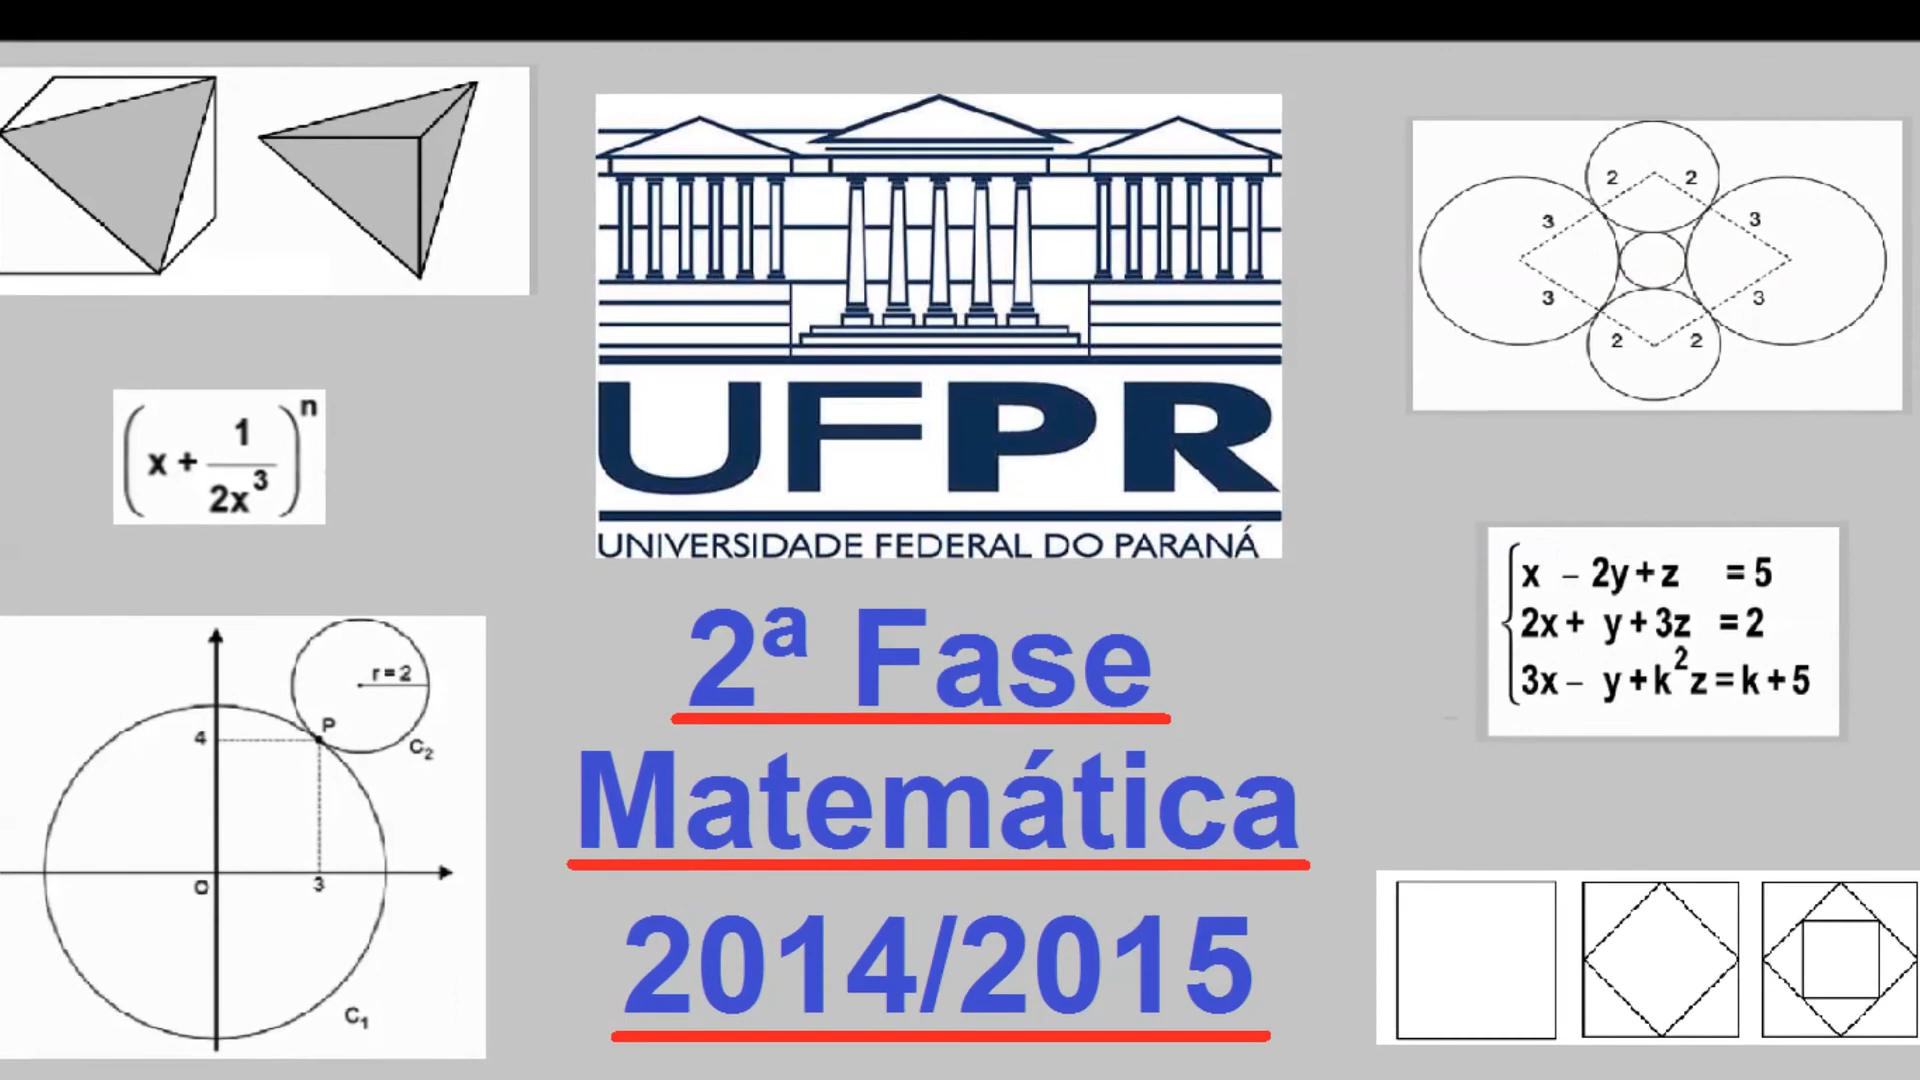 (x + 1/2x³)ⁿ
r = 2
P
4
C₂
O
3
C₁
UFPR
UNIVERSIDADE FEDERAL DO PARANÁ
2ª Fase
Matemática
2014/2015
2 2
3 3
3 3
2 2
x – 2y + z = 5
2x + y + 3z = 2
3x – y + k²z = k + 5